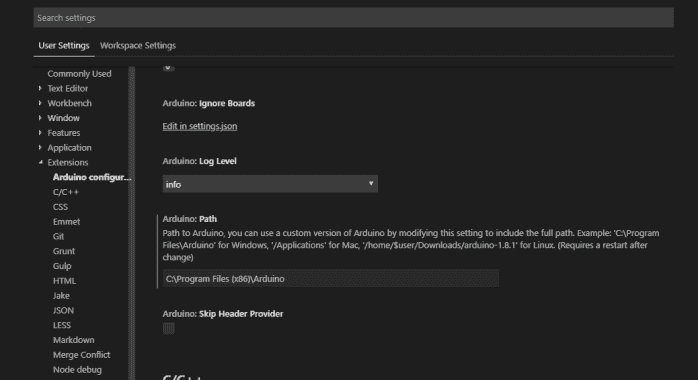 Search settings
User Settings Workspace Settings
Commonly Used
Text Editor
Workbench
Window
Features
Application
Extensions
Arduino configur...
C/C++
CSS
Emmet
Git
Grunt
Gulp
HTML
Jake
JSON
LESS
Markdown
Merge Conflict
Node debug
Arduino: Ignore Boards
Edit in settings.json
Arduino: Log Level
info
Arduino: Path
Path to Arduino, you can use a custom version of Arduino by modifying this setting to include the full path. Example: 'C:\Program
Files\Arduino' for Windows, '/Applications' for Mac, '/home/$user/Downloads/arduino-1.8.1' for Linux. (Requires a restart after
change)
C:\Program Files (x86)\Arduino
Arduino: Skip Header Provider